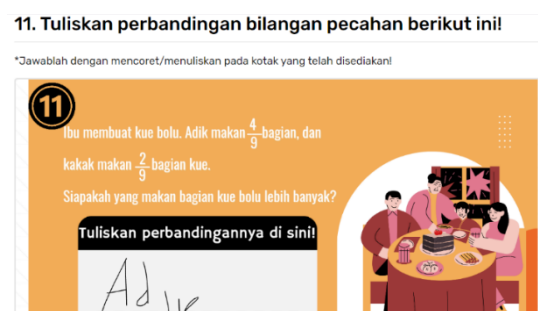 11. Tuliskan perbandingan bilangan pecahan berikut ini!
*Jawablah dengan mencoret/menuliskan pada kotak yang telah disediakan!
11
Ibu membuat kue bolu. Adik makan 4/9 bagian, dan
kakak makan 2/9 bagian kue.
Siapakah yang makan bagian kue bolu lebih banyak?
Tuliskan perbandingannya di sini!